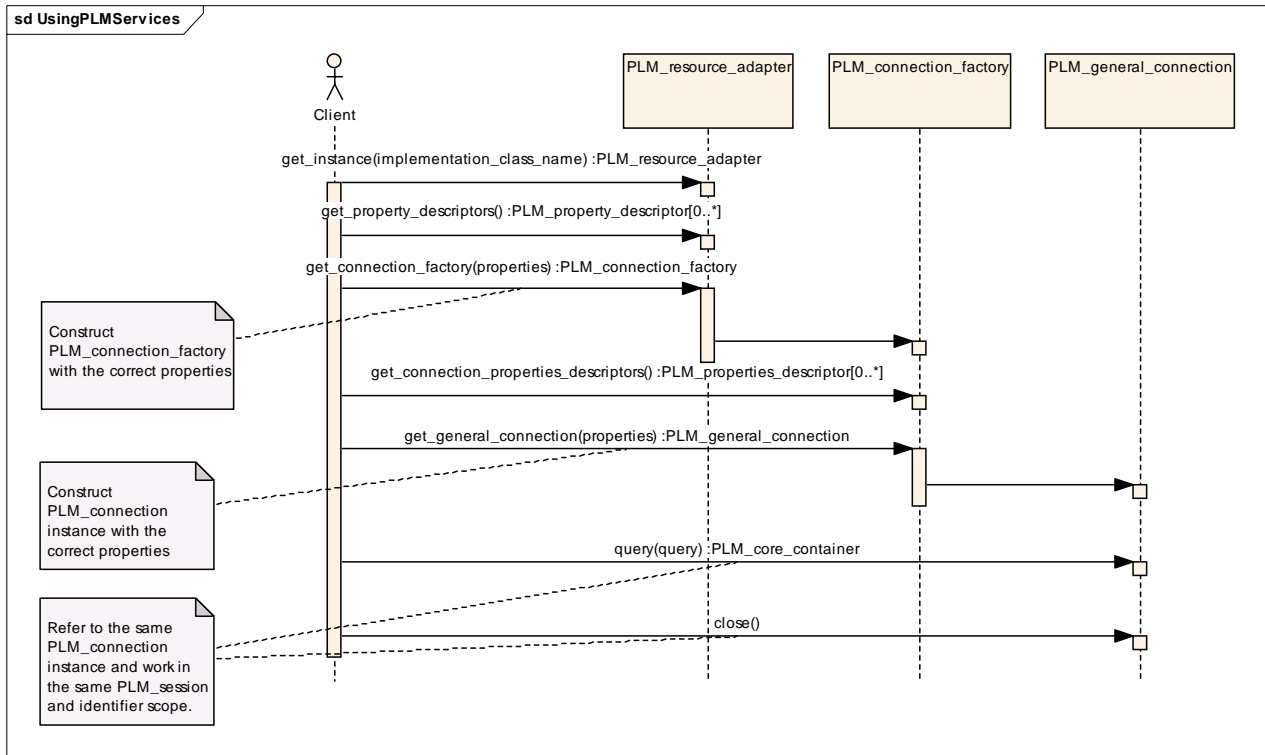 sd UsingPLMServices
Client
PLM_resource_adapter
PLM_connection_factory
PLM_general_connection
get_instance(implementation_class_name) :PLM_resource_adapter
get_property_descriptors() :PLM_property_descriptor[0..*]
get_connection_factory(properties) :PLM_connection_factory
Construct
PLM_connection_factory
with the correct properties
get_connection_properties_descriptors() :PLM_properties_descriptor[0..*]
get_general_connection(properties) :PLM_general_connection
Construct
PLM_connection
instance with the
correct properties
query(query) :PLM_core_container
Refer to the same
PLM_connection
instance and work in
the same PLM_session
and identifier scope.
close()